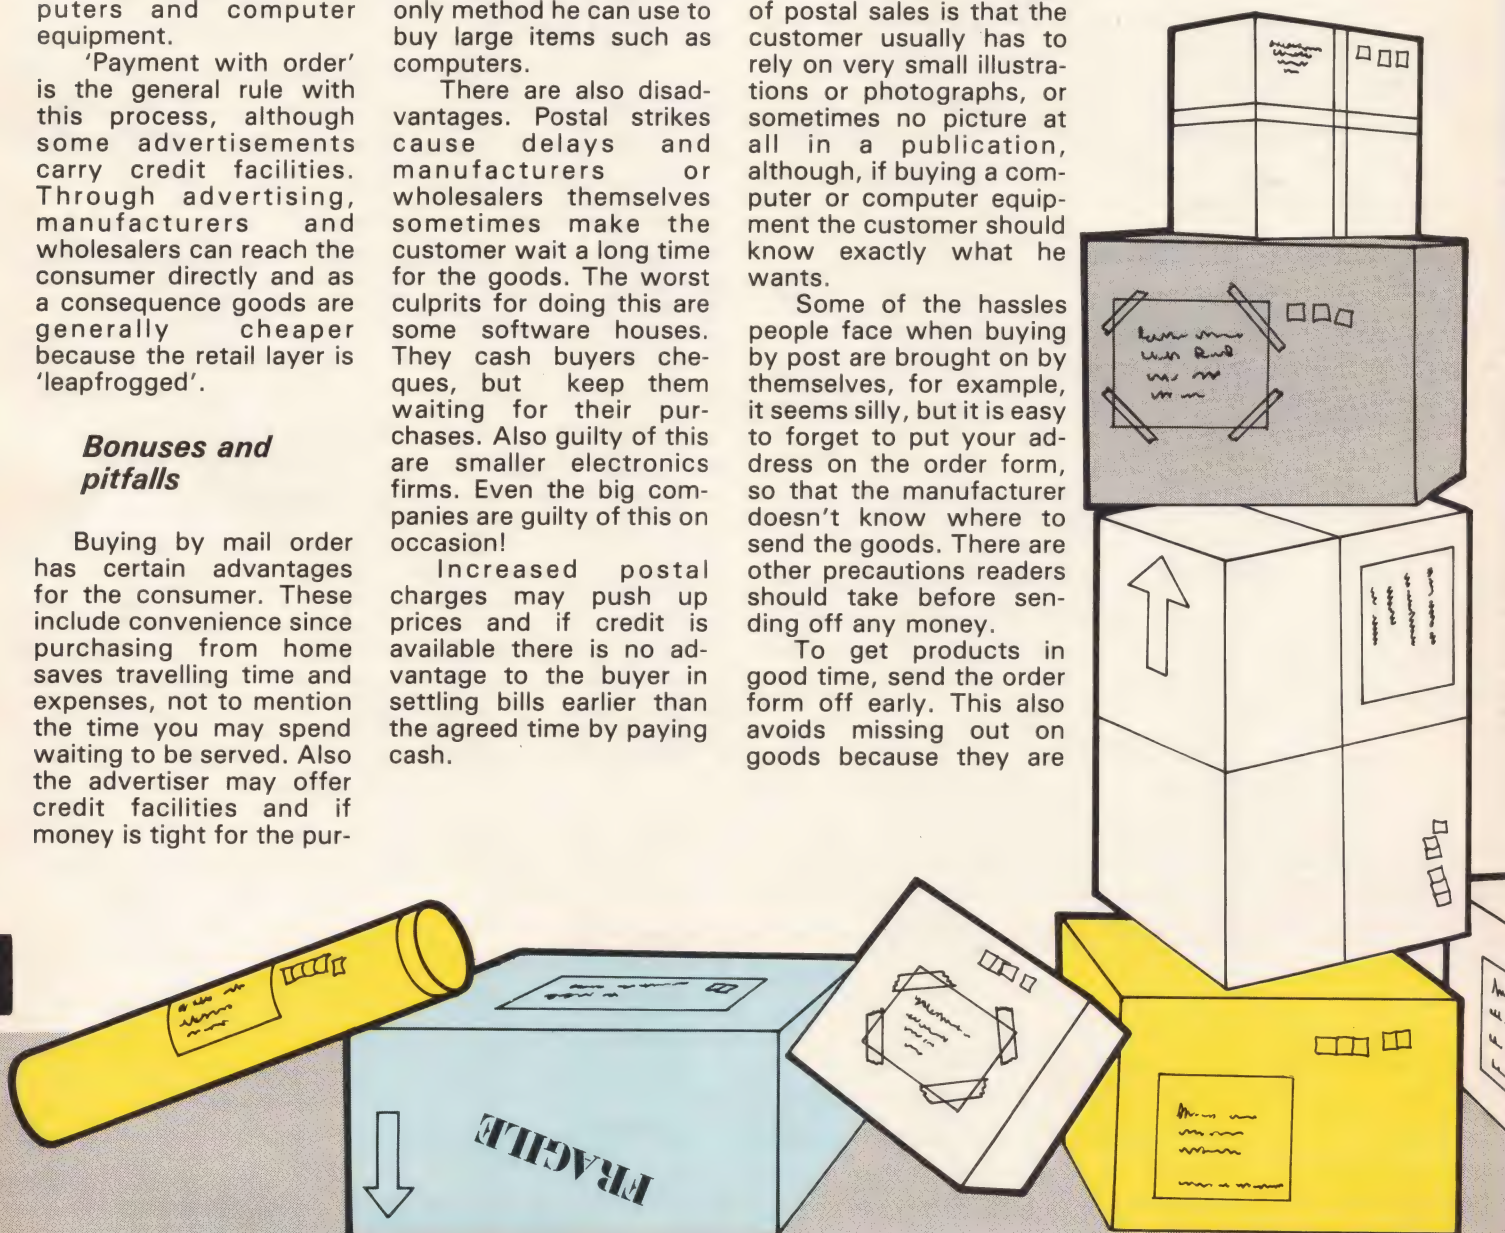 puters and computer
equipment.
'Payment with order'
is the general rule with
this process, although
some advertisements
carry credit facilities.
Through advertising,
manufacturers and
wholesalers can reach the
consumer directly and as
a consequence goods are
generally cheaper
because the retail layer is
'leapfrogged'.
Bonuses and
pitfalls
Buying by mail order
has certain advantages
for the consumer. These
include convenience since
purchasing from home
saves travelling time and
expenses, not to mention
the time you may spend
waiting to be served. Also
the advertiser may offer
credit facilities and if
money is tight for the pur-
only method he can use to
buy large items such as
computers.
There are also disad-
vantages. Postal strikes
cause delays and
manufacturers or
wholesalers themselves
sometimes make the
customer wait a long time
for the goods. The worst
culprits for doing this are
some software houses.
They cash buyers che-
ques, but keep them
waiting for their pur-
chases. Also guilty of this
are smaller electronics
firms. Even the big com-
panies are guilty of this on
occasion!
Increased postal
charges may push up
prices and if credit is
available there is no ad-
vantage to the buyer in
settling bills earlier than
the agreed time by paying
cash.
of postal sales is that the
customer usually has to
rely on very small illustra-
tions or photographs, or
sometimes no picture at
all in a publication,
although, if buying a com-
puter or computer equip-
ment the customer should
know exactly what he
wants.
Some of the hassles
people face when buying
by post are brought on by
themselves, for example,
it seems silly, but it is easy
to forget to put your ad-
dress on the order form,
so that the manufacturer
doesn't know where to
send the goods. There are
other precautions readers
should take before sen-
ding off any money.
To get products in
good time, send the order
form off early. This also
avoids missing out on
goods because they are
FRAGILE